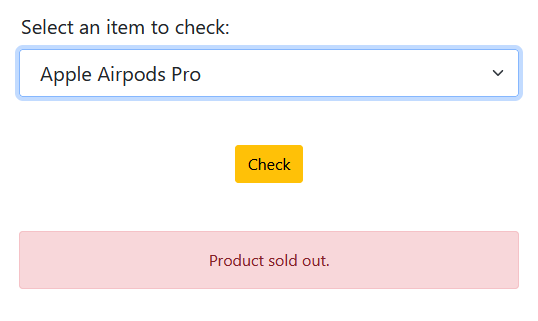 Select an item to check:
Apple Airpods Pro
Check
Product sold out.